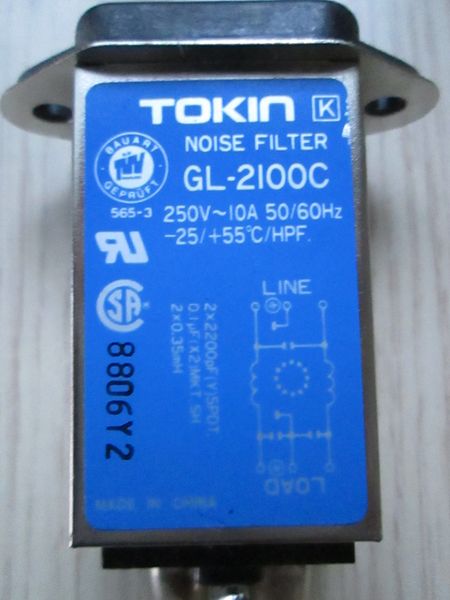 TOKIN K
NOISE FILTER
BAUART
TÜV
GEPRÜFT
GL-2100C
565-3
250V~10A 50/60Hz
-25/+55°C/HPF.
LINE
2x2200pF(Y)SPOT.
0.1µF(X2)MKT-SH
2x0.35mH
8806Y2
LOAD
MADE IN CHINA